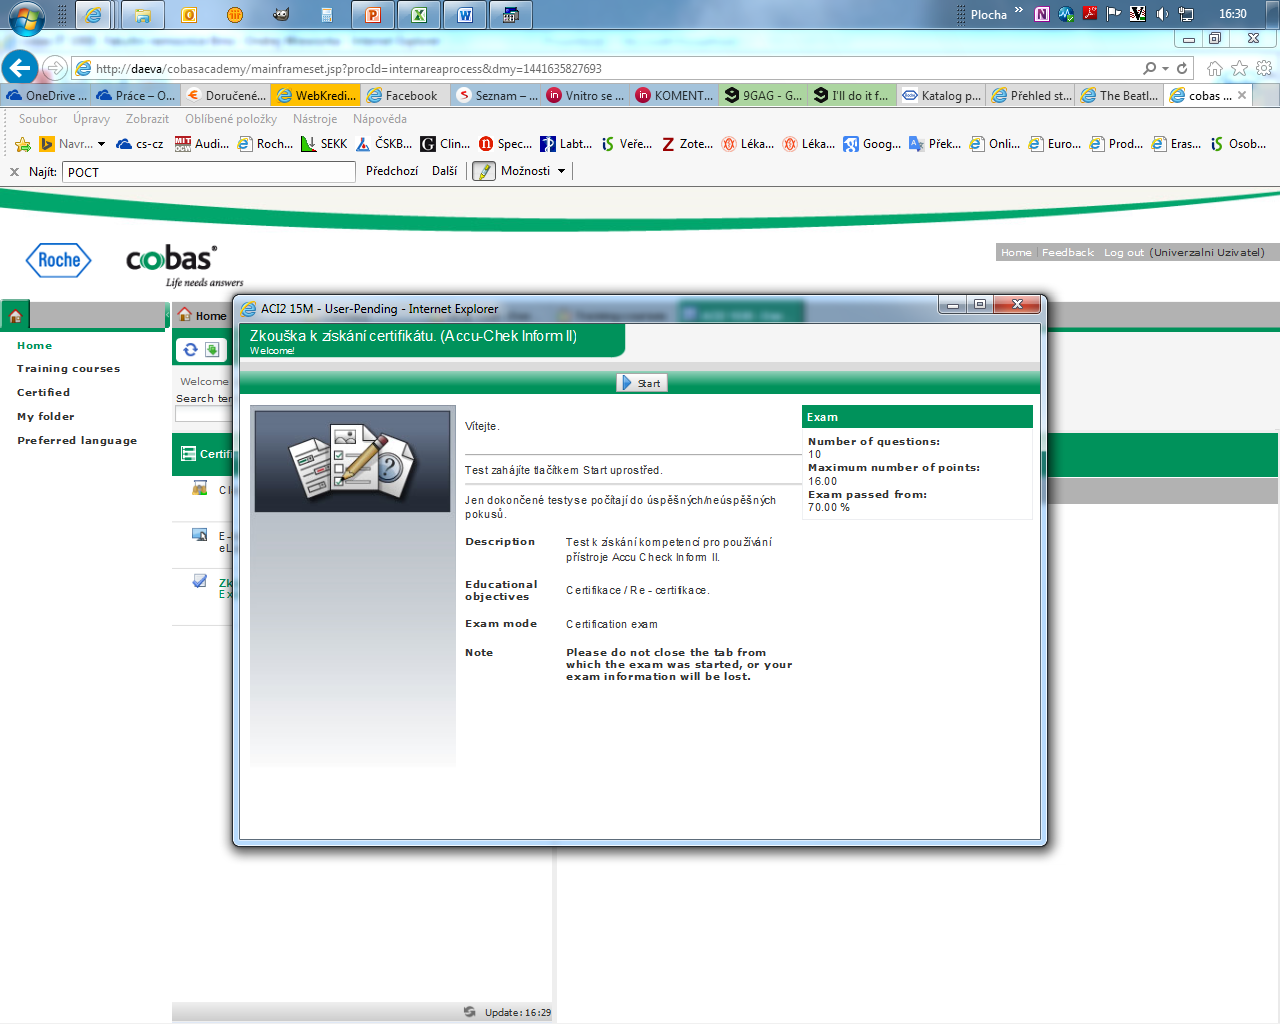 Plocha
16:30
http://daeva/cobasacademy/mainframeset.jsp?procId=internareaprocess&dmy=1441635827693
OneDrive ...
Práce – O...
Doručené...
WebKredi...
Facebook
Seznam – ...
Vnitro se ...
KOMENT...
9GAG - G...
I'll do it f...
Katalog p...
Přehled st...
The Beatl...
cobas ...
Soubor
Úpravy
Zobrazit
Oblíbené položky
Nástroje
Nápověda
Navr...
cs-cz
Audi...
Roch...
SEKK
ČSKB...
Clin...
Spec...
Labt...
Veře...
Zote...
Léka...
Léka...
Goog...
Přek...
Onli...
Euro...
Prod...
Eras...
Osob...
Najít:
POCT
Předchozí
Další
Možnosti
Roche
cobas®
Life needs answers
Home
Feedback
Log out
(Univerzalni Uzivatel)
Home
Home
Training courses
Certified
My folder
Preferred language
Welcome
Search
ACI2 15M - User-Pending - Internet Explorer
Zkouška k získání certifikátu. (Accu-Chek Inform II)
Welcome!
Start
Vítejte.
Test zahájíte tlačítkem Start uprostřed.
Jen dokončené testy se počítají do úspěšných/neúspěšných
pokusů.
Description
Test k získání kompetencí pro používání
přístroje Accu Check Inform II.
Educational
objectives
Certifikace / Re - certifikace.
Exam mode
Certification exam
Note
Please do not close the tab from
which the exam was started, or your
exam information will be lost.
Exam
Number of questions:
10
Maximum number of points:
16.00
Exam passed from:
70.00 %
Update: 16:29